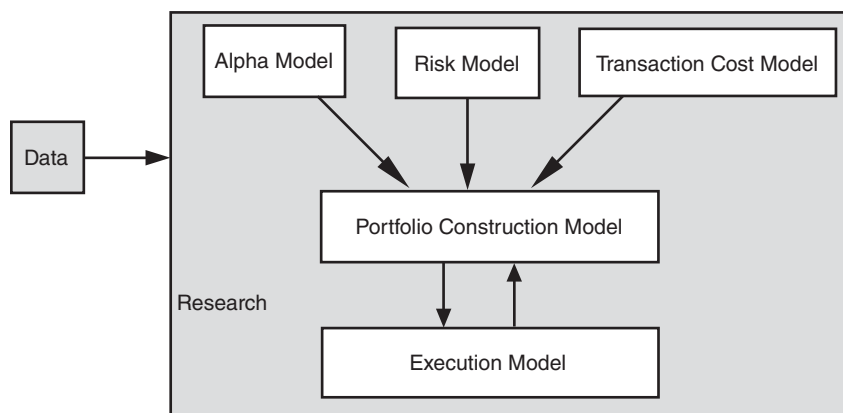 Alpha Model
Risk Model
Transaction Cost Model
Data
Portfolio Construction Model
Research
Execution Model